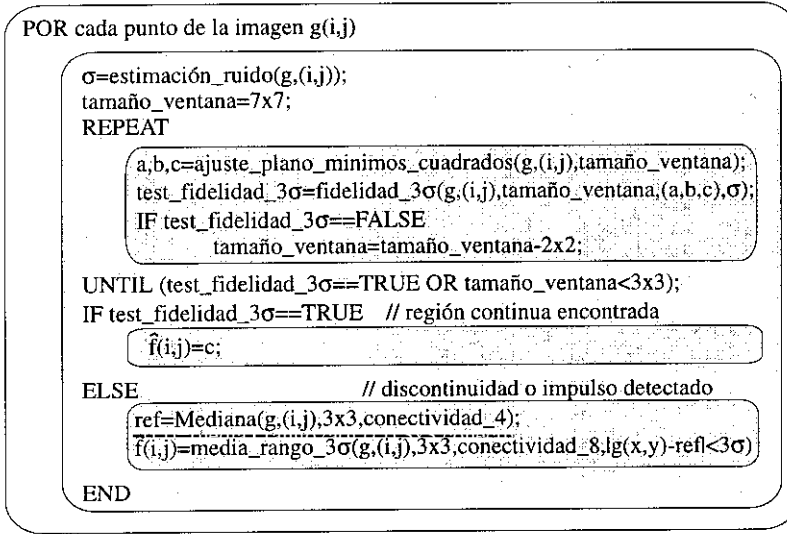 POR cada punto de la imagen g(i,j)
σ=estimación_ruido(g,(i,j));
tamaño_ventana=7x7;
REPEAT
a,b,c=ajuste_plano_minimos_cuadrados(g,(i,j),tamaño_ventana);
test_fidelidad_3σ=fidelidad_3σ(g,(i,j),tamaño_ventana,(a,b,c),σ);
IF test_fidelidad_3σ==FALSE
tamaño_ventana=tamaño_ventana-2x2;
UNTIL (test_fidelidad_3σ==TRUE OR tamaño_ventana<3x3);
IF test_fidelidad_3σ==TRUE // región continua encontrada
f̂(i,j)=c;
ELSE // discontinuidad o impulso detectado
ref=Mediana(g,(i,j),3x3,conectividad_4);
f(i,j)=media_rango_3σ(g,(i,j),3x3,conectividad_8,|g(x,y)-ref|<3σ)
END